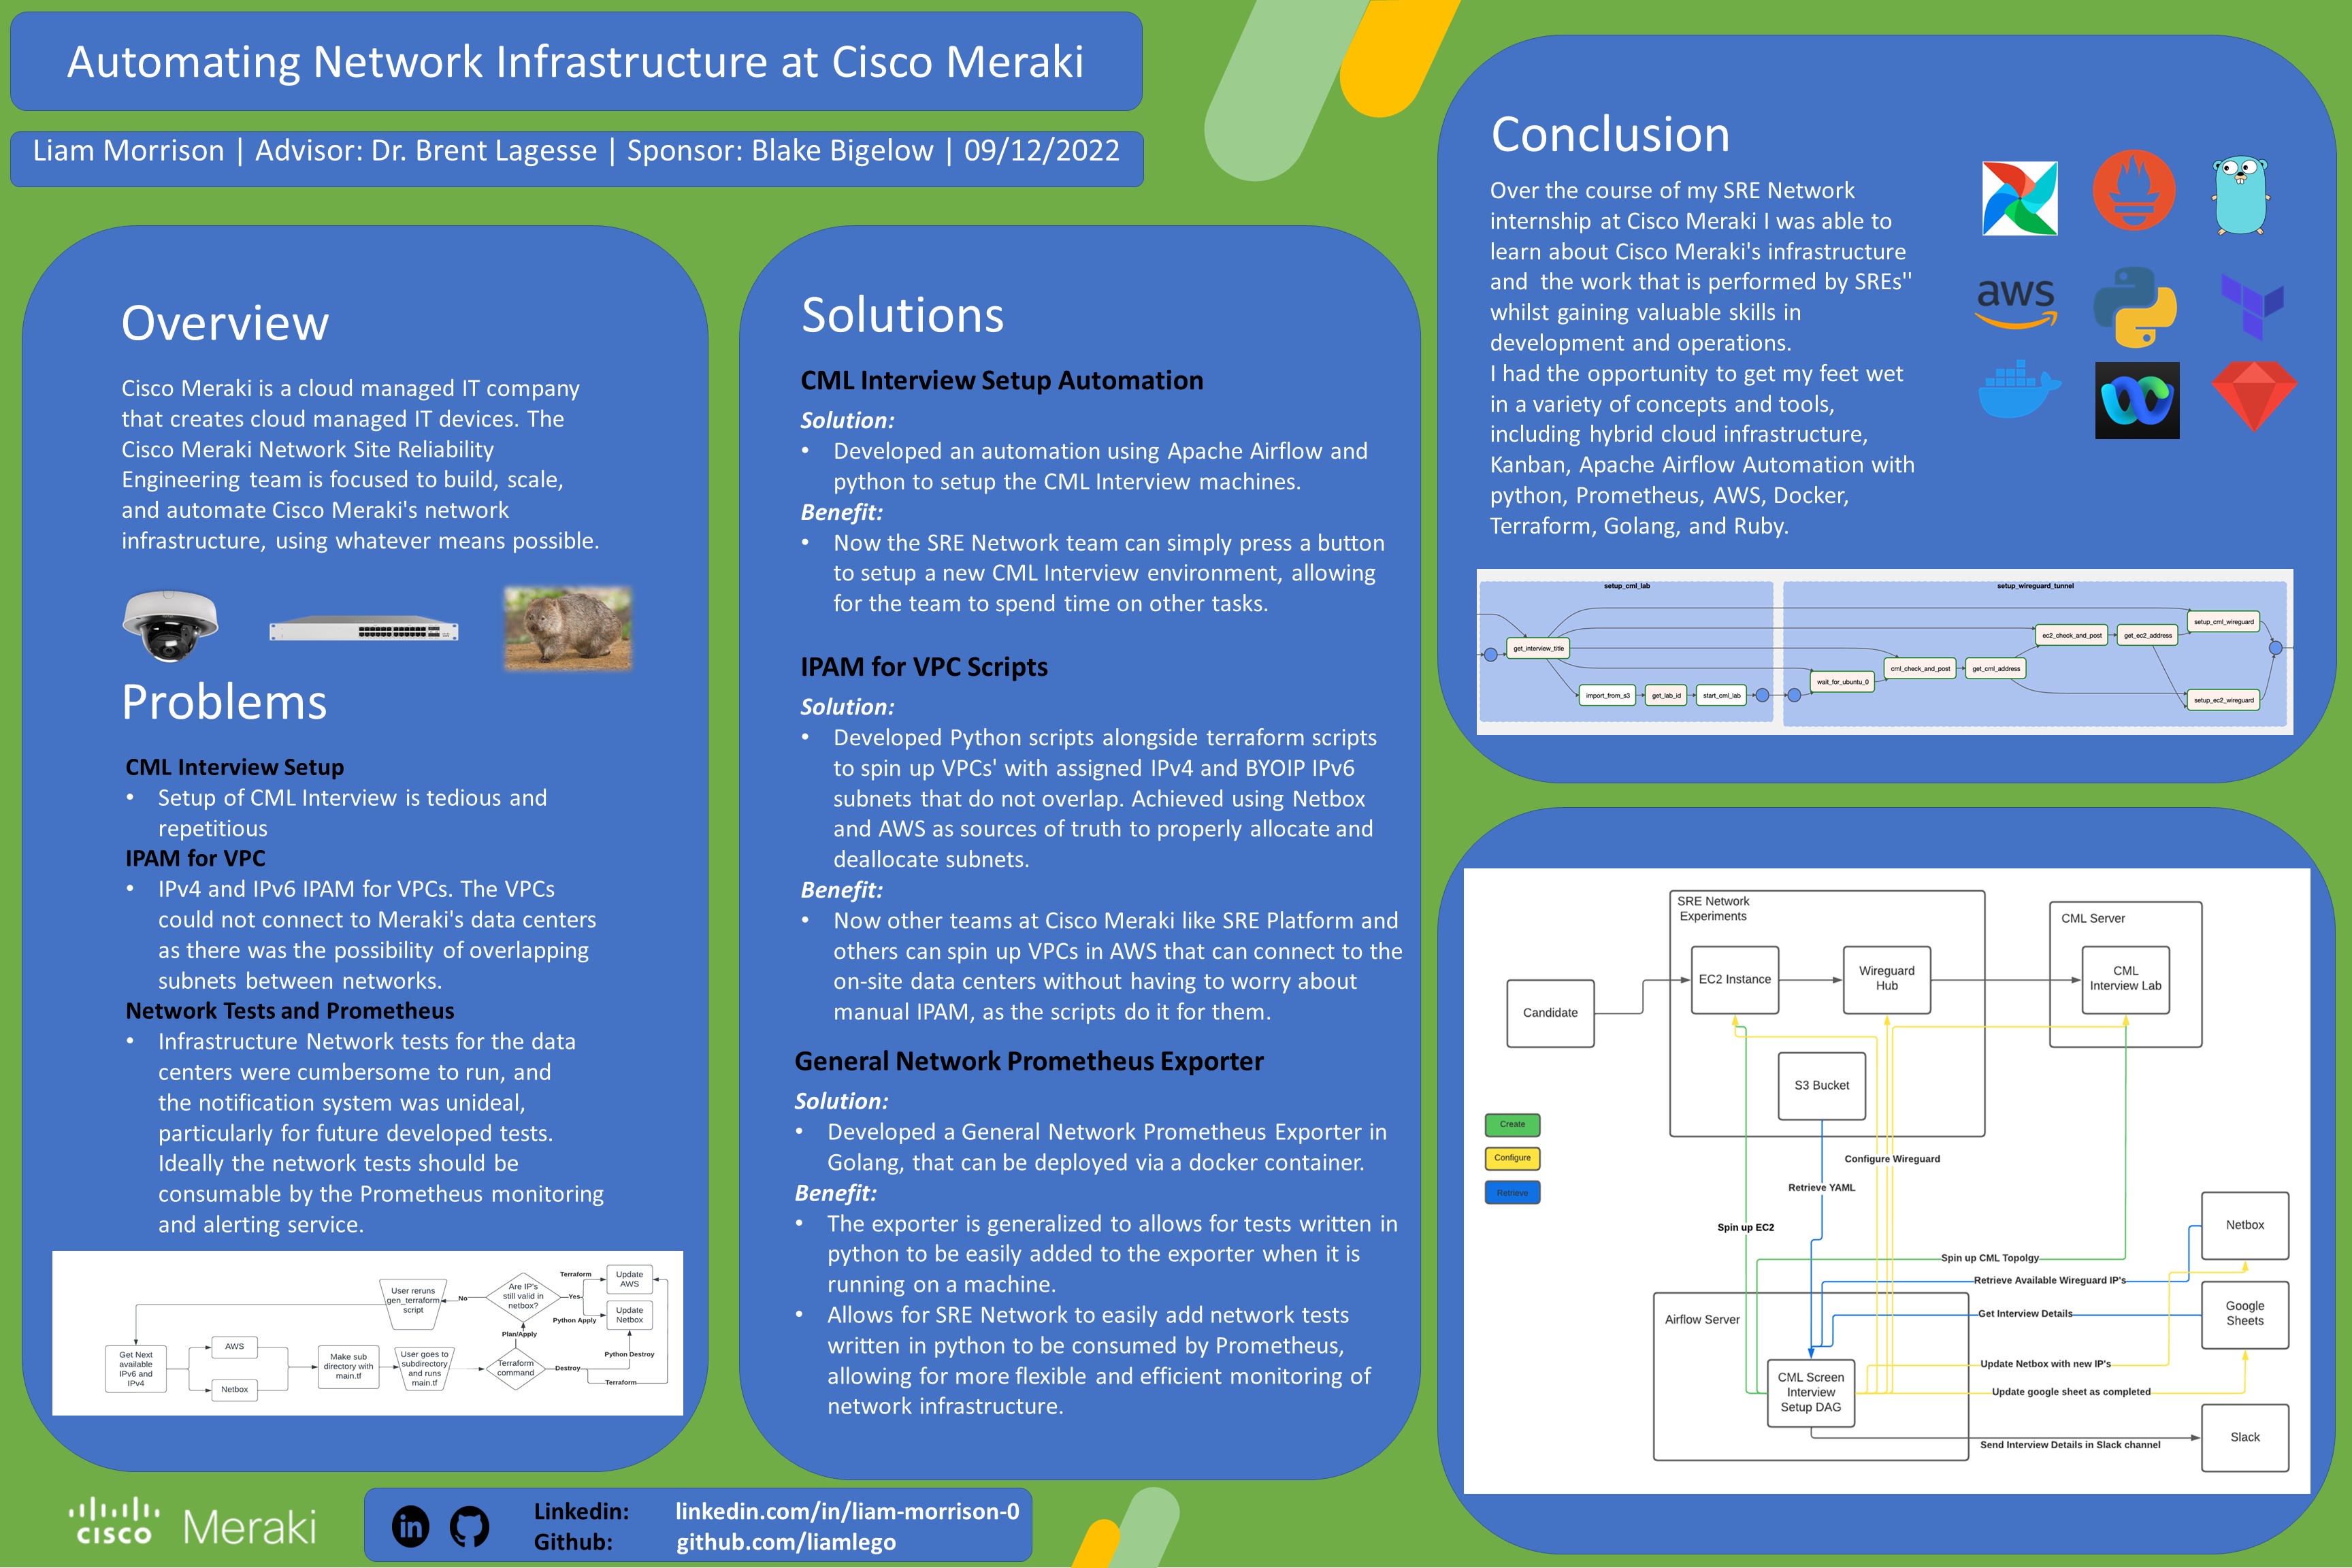 Automating Network Infrastructure at Cisco Meraki
Liam Morrison | Advisor: Dr. Brent Lagesse | Sponsor: Blake Bigelow | 09/12/2022
Overview
Cisco Meraki is a cloud managed IT company
that creates cloud managed IT devices. The
Cisco Meraki Network Site Reliability
Engineering team is focused to build, scale,
and automate Cisco Meraki's network
infrastructure, using whatever means possible.
Problems
CML Interview Setup
• Setup of CML Interview is tedious and
repetitious
IPAM for VPC
• IPv4 and IPv6 IPAM for VPCs. The VPCs
could not connect to Meraki's data centers
as there was the possibility of overlapping
subnets between networks.
Network Tests and Prometheus
• Infrastructure Network tests for the data
centers were cumbersome to run, and
the notification system was unideal,
particularly for future developed tests.
Ideally the network tests should be
consumable by the Prometheus monitoring
and alerting service.
Get Next
available
IPv6 and
IPv4
AWS
Netbox
Make sub
directory with
main.tf
User goes to
subdirectory
and runs
main.tf
Terraform
command
Plan/Apply
Destroy
Are IP's
still valid in
netbox?
No
User reruns
gen_terraform
script
Yes
Terraform
Python Apply
Update
AWS
Update
Netbox
Python Destroy
Terraform
Solutions
CML Interview Setup Automation
Solution:
• Developed an automation using Apache Airflow and
python to setup the CML Interview machines.
Benefit:
• Now the SRE Network team can simply press a button
to setup a new CML Interview environment, allowing
for the team to spend time on other tasks.
IPAM for VPC Scripts
Solution:
• Developed Python scripts alongside terraform scripts
to spin up VPCs' with assigned IPv4 and BYOIP IPv6
subnets that do not overlap. Achieved using Netbox
and AWS as sources of truth to properly allocate and
deallocate subnets.
Benefit:
• Now other teams at Cisco Meraki like SRE Platform and
others can spin up VPCs in AWS that can connect to the
on-site data centers without having to worry about
manual IPAM, as the scripts do it for them.
General Network Prometheus Exporter
Solution:
• Developed a General Network Prometheus Exporter in
Golang, that can be deployed via a docker container.
Benefit:
• The exporter is generalized to allows for tests written in
python to be easily added to the exporter when it is
running on a machine.
• Allows for SRE Network to easily add network tests
written in python to be consumed by Prometheus,
allowing for more flexible and efficient monitoring of
network infrastructure.
Conclusion
Over the course of my SRE Network
internship at Cisco Meraki I was able to
learn about Cisco Meraki's infrastructure
and  the work that is performed by SREs''
whilst gaining valuable skills in
development and operations.
I had the opportunity to get my feet wet
in a variety of concepts and tools,
including hybrid cloud infrastructure,
Kanban, Apache Airflow Automation with
python, Prometheus, AWS, Docker,
Terraform, Golang, and Ruby.
aws
setup_cml_lab
get_interview_title
import_from_s3
get_lab_id
start_cml_lab
setup_wireguard_tunnel
wait_for_ubuntu_0
cml_check_and_post
get_cml_address
ec2_check_and_post
get_ec2_address
setup_cml_wireguard
setup_ec2_wireguard
SRE Network
Experiments
CML Server
Candidate
EC2 Instance
Wireguard
Hub
CML
Interview Lab
S3 Bucket
Create
Configure
Retrieve
Configure Wireguard
Retrieve YAML
Spin up EC2
Spin up CML Topolgy
Retrieve Available Wireguard IP's
Get Interview Details
Netbox
Google
Sheets
Airflow Server
CML Screen
Interview
Setup DAG
Update Netbox with new IP's
Update google sheet as completed
Send Interview Details in Slack channel
Slack
CISCO Meraki
in
Linkedin: linkedin.com/in/liam-morrison-0
Github: github.com/liamlego